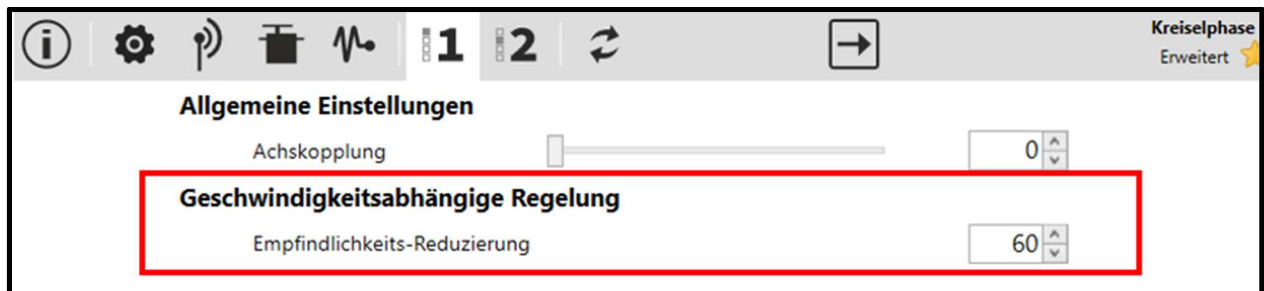 1 2
Kreiselphase
Erweitert
Allgemeine Einstellungen
Achskopplung 0
Geschwindigkeitsabhängige Regelung
Empfindlichkeits-Reduzierung 60